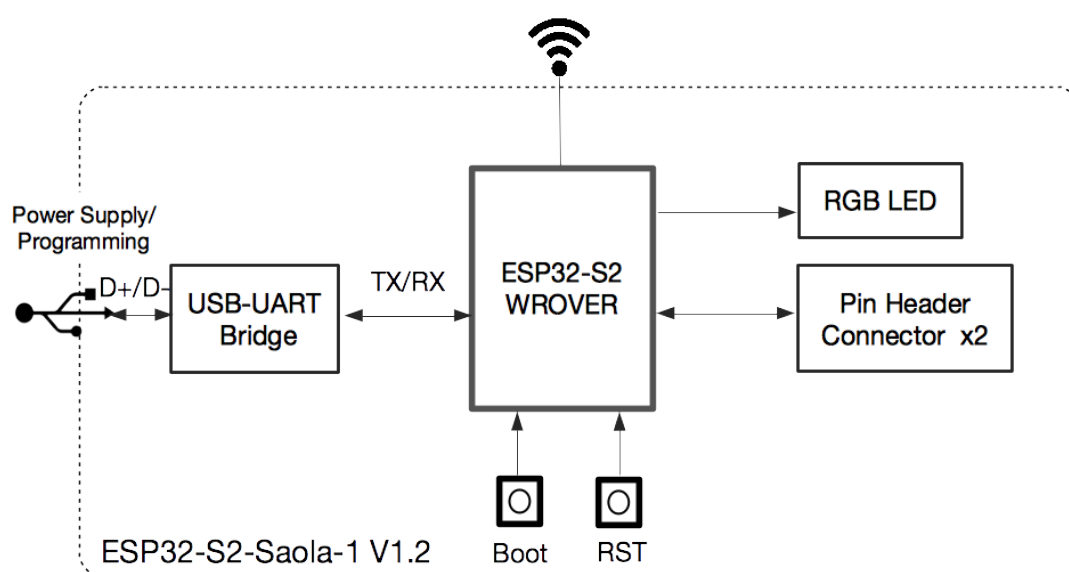 Power Supply/
Programming
D+/D-
USB-UART
Bridge
TX/RX
ESP32-S2
WROVER
RGB LED
Pin Header
Connector x2
Boot
RST
ESP32-S2-Saola-1 V1.2